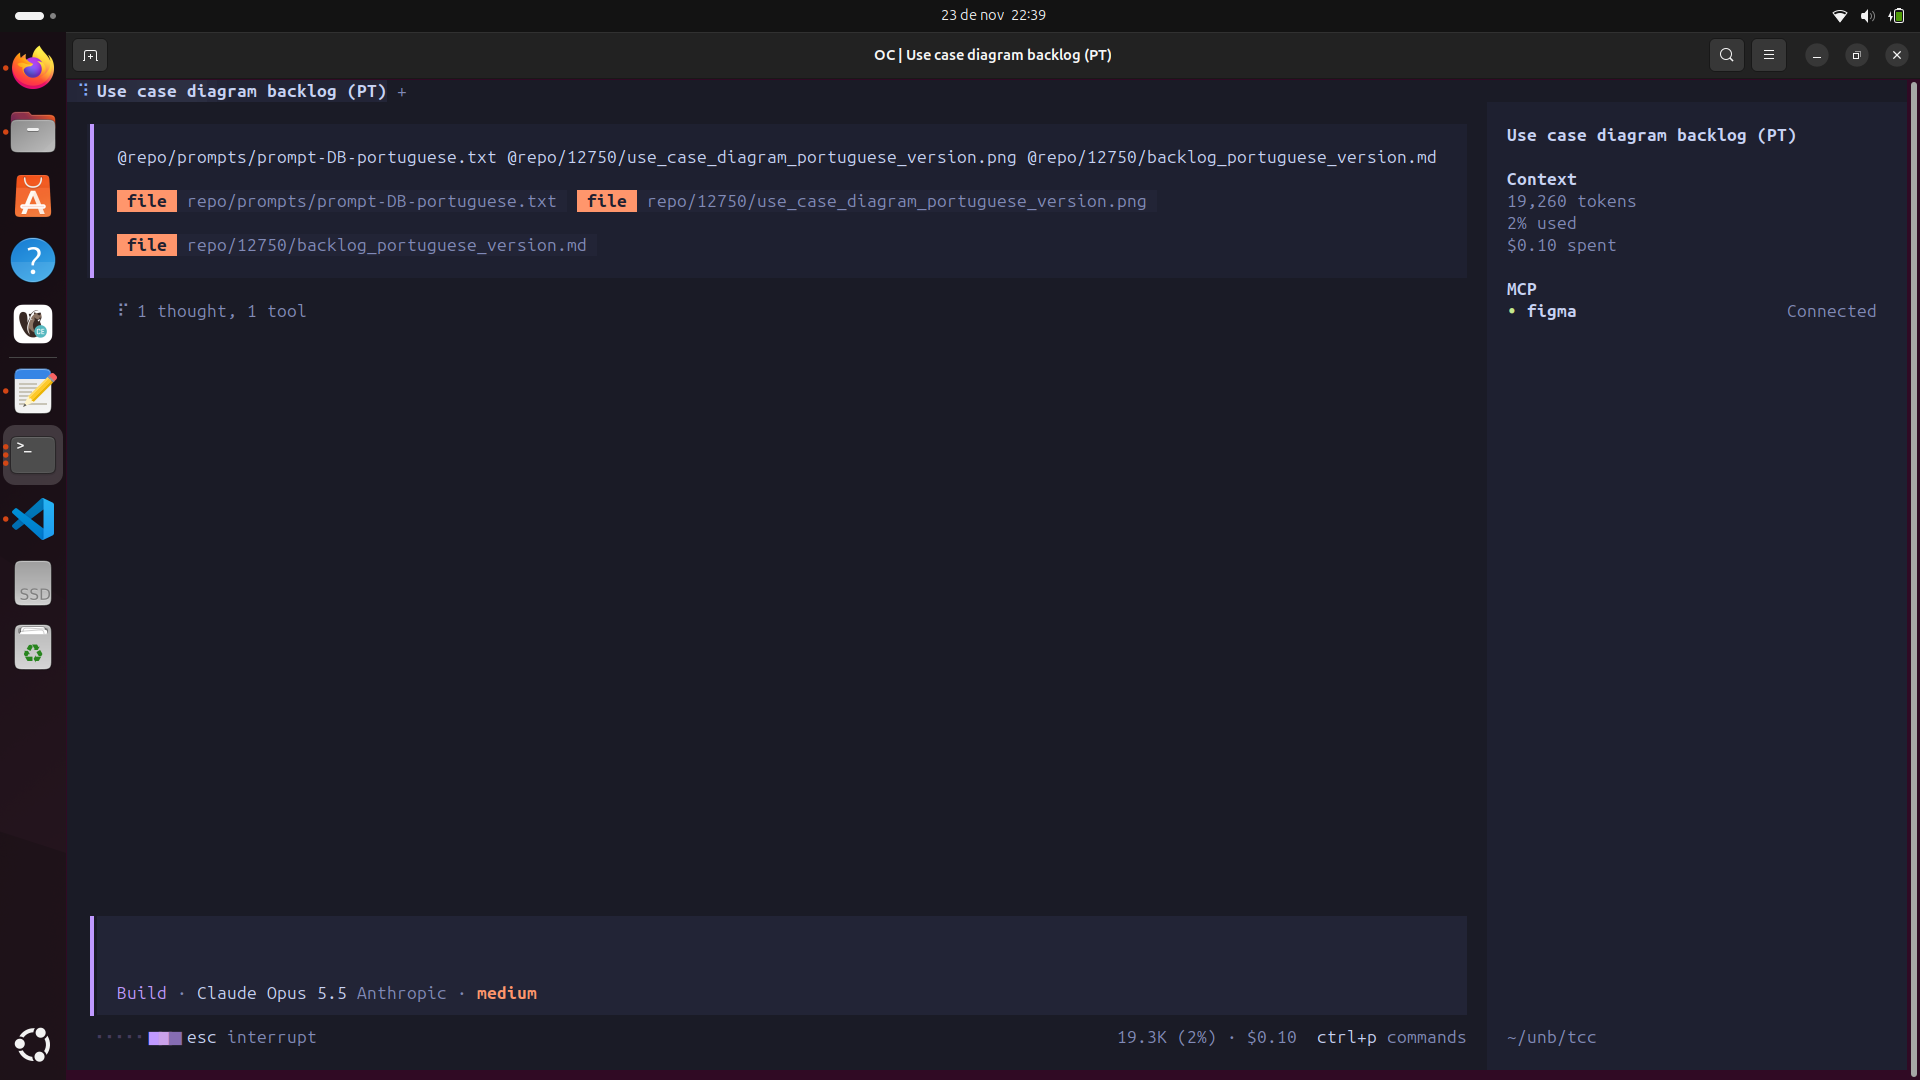 23 de nov 22:39
OC | Use case diagram backlog (PT)
Use case diagram backlog (PT) +
@repo/prompts/prompt-DB-portuguese.txt @repo/12750/use_case_diagram_portuguese_version.png @repo/12750/backlog_portuguese_version.md
file repo/prompts/prompt-DB-portuguese.txt file repo/12750/use_case_diagram_portuguese_version.png
file repo/12750/backlog_portuguese_version.md
1 thought, 1 tool
Use case diagram backlog (PT)
Context
19,260 tokens
2% used
$0.10 spent
MCP
• figma Connected
SSD
Build · Claude Opus 5.5 Anthropic · medium
esc interrupt 19.3K (2%) · $0.10 ctrl+p commands
~/unb/tcc